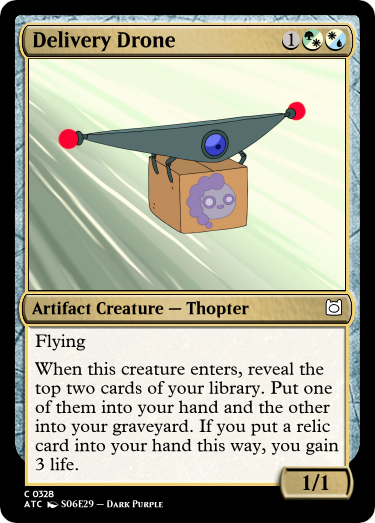 Delivery Drone 1
Artifact Creature — Thopter
Flying
When this creature enters, reveal the
top two cards of your library. Put one
of them into your hand and the other
into your graveyard. If you put a relic
card into your hand this way, you gain
3 life.
1/1
C 0328
ATC S06E29 – Dark Purple